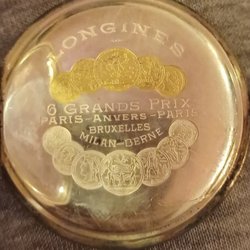 LONGINES
6 GRANDS PRIX
PARIS-ANVERS-PARIS
BRUXELLES
MILAN-BERNE